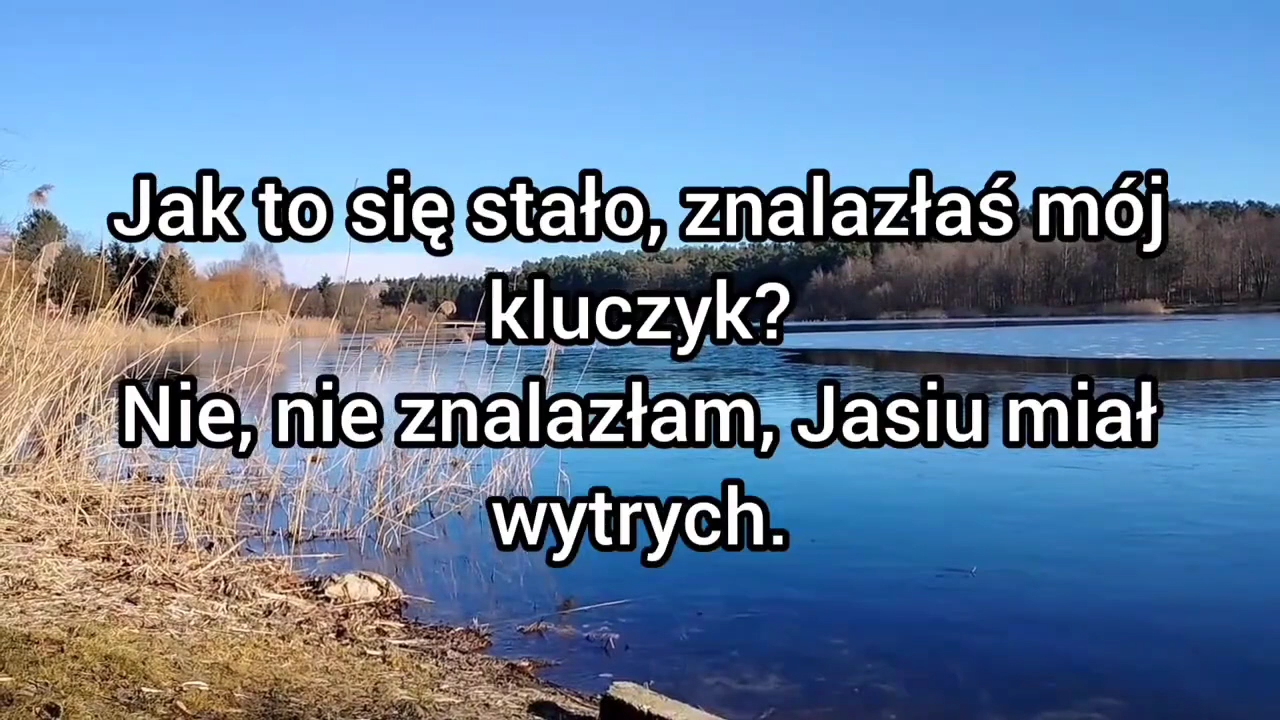 Jak to się stało, znalazłaś mój
kluczyk?
Nie, nie znalazłam, Jasiu miał
wytrych.